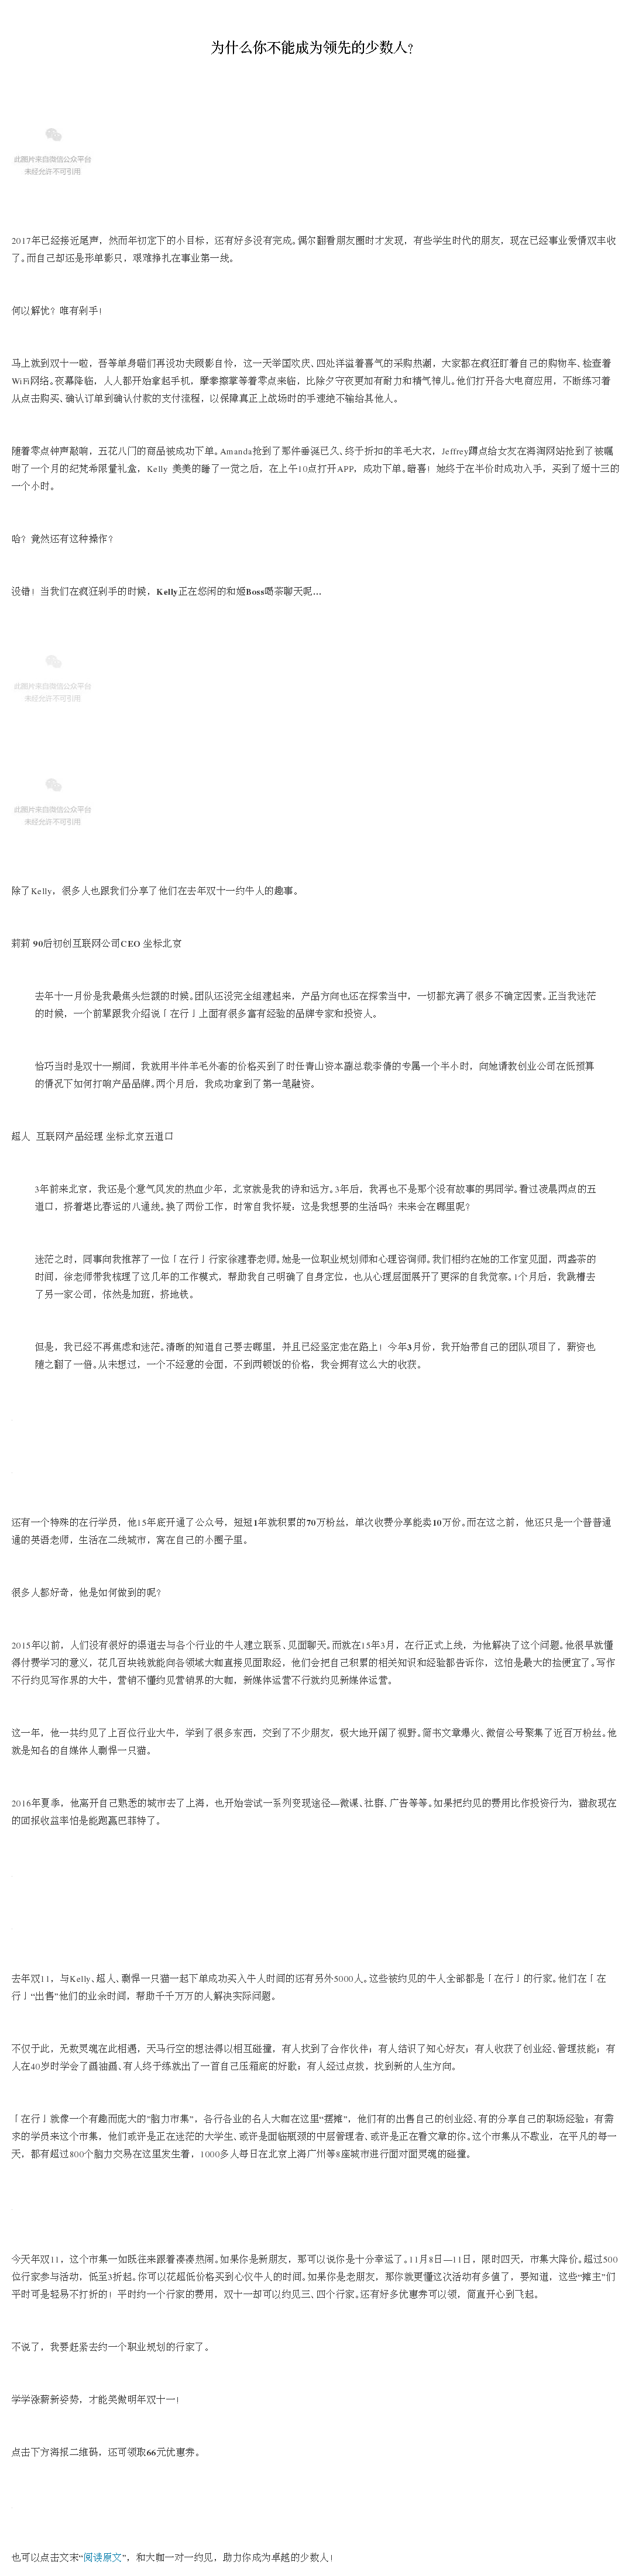 为什么你不能成为领先的少数人？
此图片来自微信公众平台
未经允许不可引用
2017年已经接近尾声，然而年初定下的小目标，还有好多没有完成。偶尔翻看朋友圈时才发现，有些学生时代的朋友，现在已经事业爱情双丰收
了。而自己却还是形单影只，艰难挣扎在事业第一线。
何以解忧？唯有剁手！
马上就到双十一啦，吾等单身喵们再没功夫顾影自怜，这一天举国欢庆、四处洋溢着喜气的采购热潮，大家都在疯狂盯着自己的购物车、检查着
WiFi网络。夜幕降临，人人都开始拿起手机，摩拳擦掌等着零点来临，比除夕守夜更加有耐力和精气神儿。他们打开各大电商应用，不断练习着
从点击购买、确认订单到确认付款的支付流程，以保障真正上战场时的手速绝不输给其他人。
随着零点钟声敲响，五花八门的商品被成功下单。Amanda抢到了那件垂涎已久、终于折扣的羊毛大衣，Jeffrey蹲点给女友在海淘网站抢到了被嘱
咐了一个月的纪梵希限量礼盒，Kelly 美美的睡了一觉之后，在上午10点打开APP，成功下单。暗喜！她终于在半价时成功入手，买到了姬十三的
一个小时。
哈？竟然还有这种操作？
没错！当我们在疯狂剁手的时候，Kelly正在悠闲的和姬Boss喝茶聊天呢…
此图片来自微信公众平台
未经允许不可引用
此图片来自微信公众平台
未经允许不可引用
除了Kelly，很多人也跟我们分享了他们在去年双十一约牛人的趣事。
莉莉 90后初创互联网公司CEO 坐标北京
去年十一月份是我最焦头烂额的时候。团队还没完全组建起来，产品方向也还在探索当中，一切都充满了很多不确定因素。正当我迷茫
的时候，一个前辈跟我介绍说「在行」上面有很多富有经验的品牌专家和投资人。
恰巧当时是双十一期间，我就用半件羊毛外套的价格买到了时任青山资本副总裁李倩的专属一个半小时，向她请教创业公司在低预算
的情况下如何打响产品品牌。两个月后，我成功拿到了第一笔融资。
超人 互联网产品经理 坐标北京五道口
3年前来北京，我还是个意气风发的热血少年，北京就是我的诗和远方。3年后，我再也不是那个没有故事的男同学。看过凌晨两点的五
道口，挤着堪比春运的八通线。换了两份工作，时常自我怀疑：这是我想要的生活吗？未来会在哪里呢？
迷茫之时，同事向我推荐了一位「在行」行家徐建春老师。她是一位职业规划师和心理咨询师。我们相约在她的工作室见面，两盏茶的
时间，徐老师带我梳理了这几年的工作模式，帮助我自己明确了自身定位，也从心理层面展开了更深的自我觉察。1个月后，我跳槽去
了另一家公司，依然是加班，挤地铁。
但是，我已经不再焦虑和迷茫。清晰的知道自己要去哪里，并且已经坚定走在路上！今年3月份，我开始带自己的团队项目了，薪资也
随之翻了一倍。从未想过，一个不经意的会面，不到两顿饭的价格，我会拥有这么大的收获。
还有一个特殊的在行学员，他15年底开通了公众号，短短1年就积累的70万粉丝，单次收费分享能卖10万份。而在这之前，他还只是一个普普通
通的英语老师，生活在二线城市，窝在自己的小圈子里。
很多人都好奇，他是如何做到的呢？
2015年以前，人们没有很好的渠道去与各个行业的牛人建立联系、见面聊天。而就在15年3月，在行正式上线，为他解决了这个问题。他很早就懂
得付费学习的意义，花几百块钱就能向各领域大咖直接见面取经，他们会把自己积累的相关知识和经验都告诉你，这怕是最大的捡便宜了。写作
不行约见写作界的大牛，营销不懂约见营销界的大咖，新媒体运营不行就约见新媒体运营。
这一年，他一共约见了上百位行业大牛，学到了很多东西，交到了不少朋友，极大地开阔了视野。简书文章爆火、微信公号聚集了近百万粉丝。他
就是知名的自媒体人剽悍一只猫。
2016年夏季，他离开自己熟悉的城市去了上海，也开始尝试一系列变现途径—微课、社群、广告等等。如果把约见的费用比作投资行为，猫叔现在
的回报收益率怕是能跑赢巴菲特了。
去年双11，与Kelly、超人、剽悍一只猫一起下单成功买入牛人时间的还有另外5000人。这些被约见的牛人全部都是「在行」的行家。他们在「在
行」“出售”他们的业余时间，帮助千千万万的人解决实际问题。
不仅于此，无数灵魂在此相遇，天马行空的想法得以相互碰撞，有人找到了合作伙伴；有人结识了知心好友；有人收获了创业经、管理技能；有
人在40岁时学会了画油画、有人终于练就出了一首自己压箱底的好歌；有人经过点拨，找到新的人生方向。
「在行」就像一个有趣而庞大的”脑力市集”，各行各业的名人大咖在这里“摆摊”，他们有的出售自己的创业经、有的分享自己的职场经验；有需
求的学员来这个市集，他们或许是正在迷茫的大学生、或许是面临瓶颈的中层管理者、或许是正在看文章的你。这个市集从不歇业，在平凡的每一
天，都有超过800个脑力交易在这里发生着，1000多人每日在北京上海广州等8座城市进行面对面灵魂的碰撞。
今天年双11，这个市集一如既往来跟着凑凑热闹。如果你是新朋友，那可以说你是十分幸运了。11月8日—11日，限时四天，市集大降价。超过500
位行家参与活动，低至3折起。你可以花超低价格买到心仪牛人的时间。如果你是老朋友，那你就更懂这次活动有多值了，要知道，这些“摊主”们
平时可是轻易不打折的！平时约一个行家的费用，双十一却可以约见三、四个行家。还有好多优惠券可以领，简直开心到飞起。
不说了，我要赶紧去约一个职业规划的行家了。
学学涨薪新姿势，才能笑傲明年双十一！
点击下方海报二维码，还可领取66元优惠券。
也可以点击文末“阅读原文”，和大咖一对一约见，助力你成为卓越的少数人！